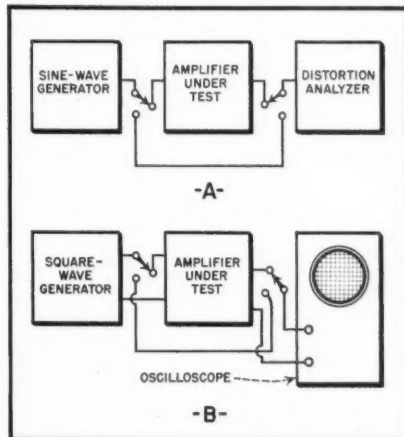 SINE-WAVE
GENERATOR
AMPLIFIER
UNDER
TEST
DISTORTION
ANALYZER
-A-
SQUARE-
WAVE
GENERATOR
AMPLIFIER
UNDER
TEST
OSCILLOSCOPE
-B-